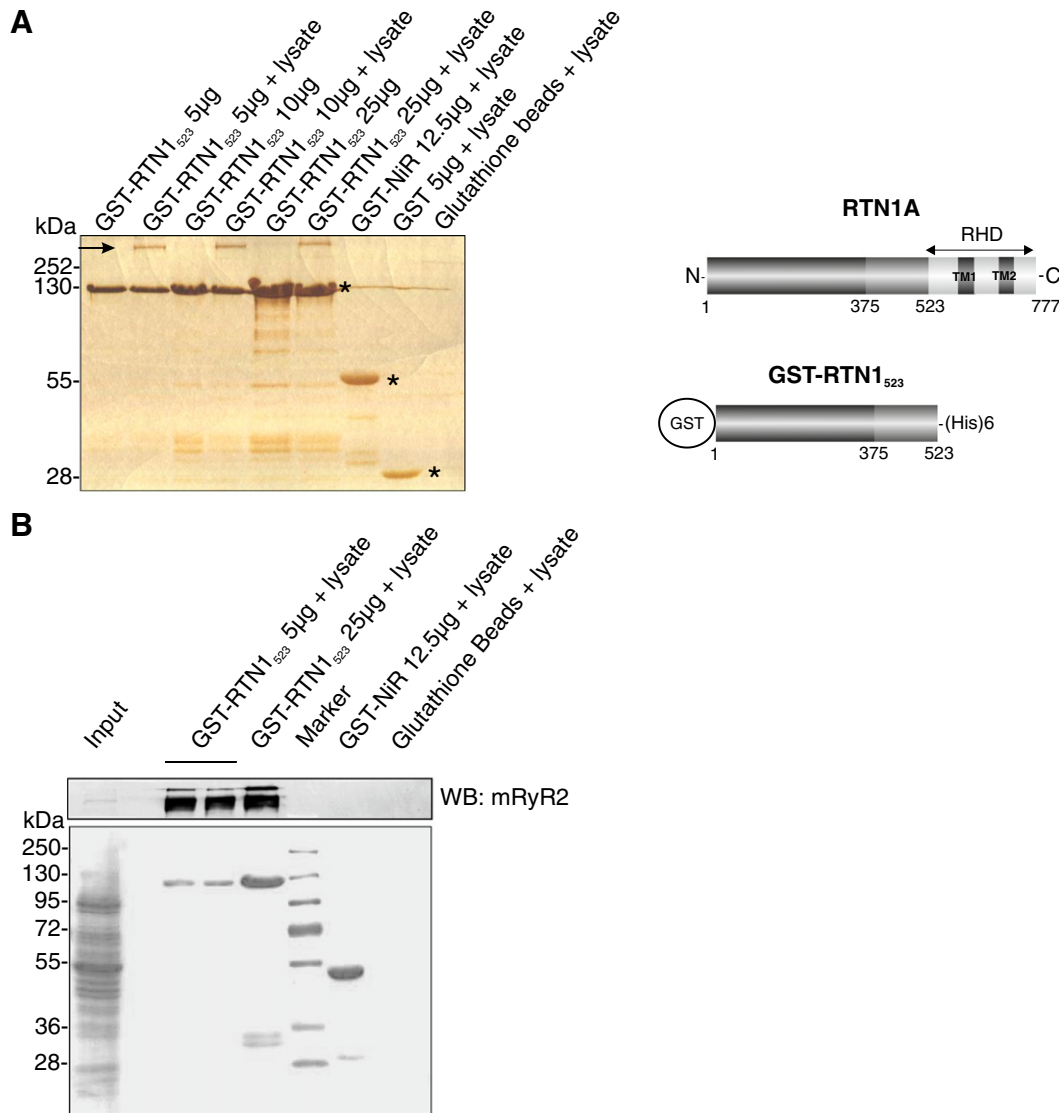 A
GST-RTN1523 5µg
GST-RTN1523 5µg + lysate
GST-RTN1523 10µg
GST-RTN1523 10µg + lysate
GST-RTN1523 25µg
GST-RTN1523 25µg + lysate
GST-NiR 12.5µg + lysate
GST 5µg + lysate
Glutathione beads + lysate
kDa
252-
130-
*
55-
*
28-
*
RTN1A
RHD
N-
TM1
TM2
-C
1
375
523
777
GST-RTN1523
GST
-(His)6
1
375
523
B
Input
GST-RTN1523 5µg + lysate
GST-RTN1523 25µg + lysate
Marker
GST-NiR 12.5µg + lysate
Glutathione Beads + lysate
WB: mRyR2
kDa
250-
130-
95-
72-
55-
36-
28-